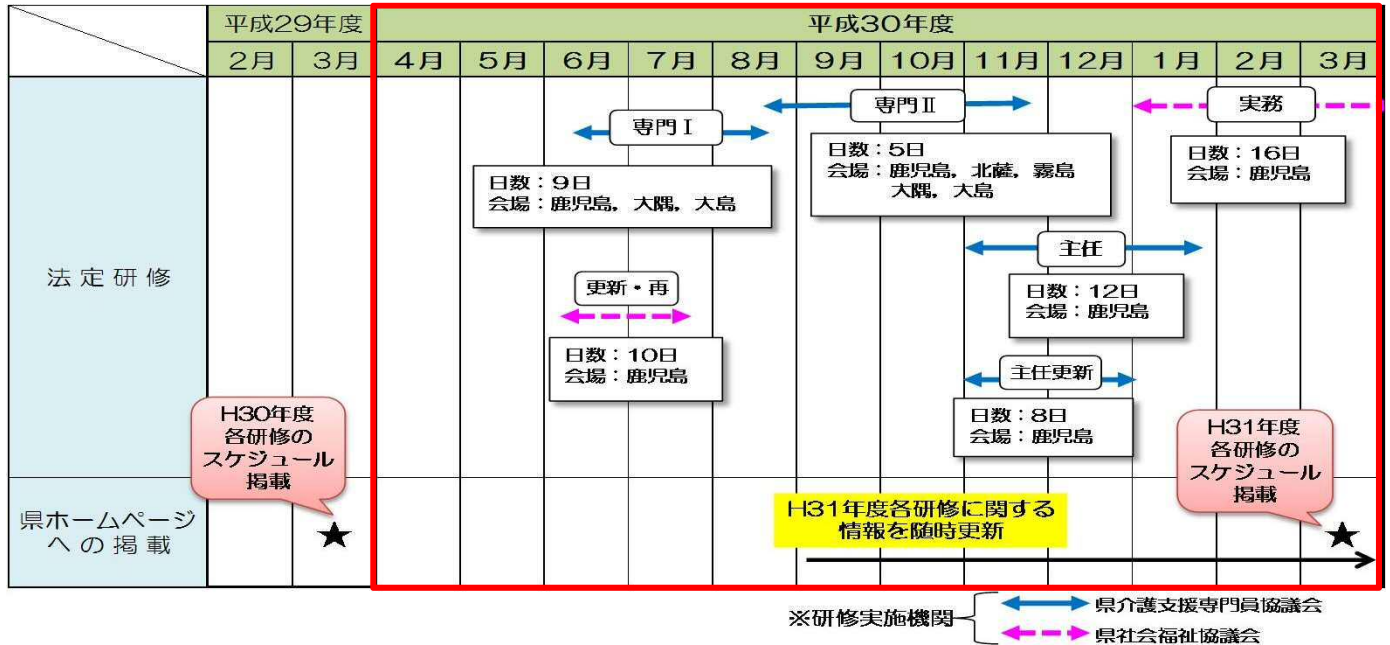 平成29年度
平成30年度
2月
3月
4月
5月
6月
7月
8月
9月
10月
11月
12月
1月
2月
3月
法定研修
専門Ⅰ
日数：9日
会場：鹿児島，大隅，大島
専門Ⅱ
日数：5日
会場：鹿児島，北薩，霧島
大隅，大島
実務
日数：16日
会場：鹿児島
主任
日数：12日
会場：鹿児島
更新・再
日数：10日
会場：鹿児島
主任更新
日数：8日
会場：鹿児島
H30年度
各研修の
スケジュール
掲載
H31年度
各研修の
スケジュール
掲載
県ホームページ
への掲載
★
H31年度各研修に関する
情報を随時更新
★
※研修実施機関
県介護支援専門員協議会
県社会福祉協議会